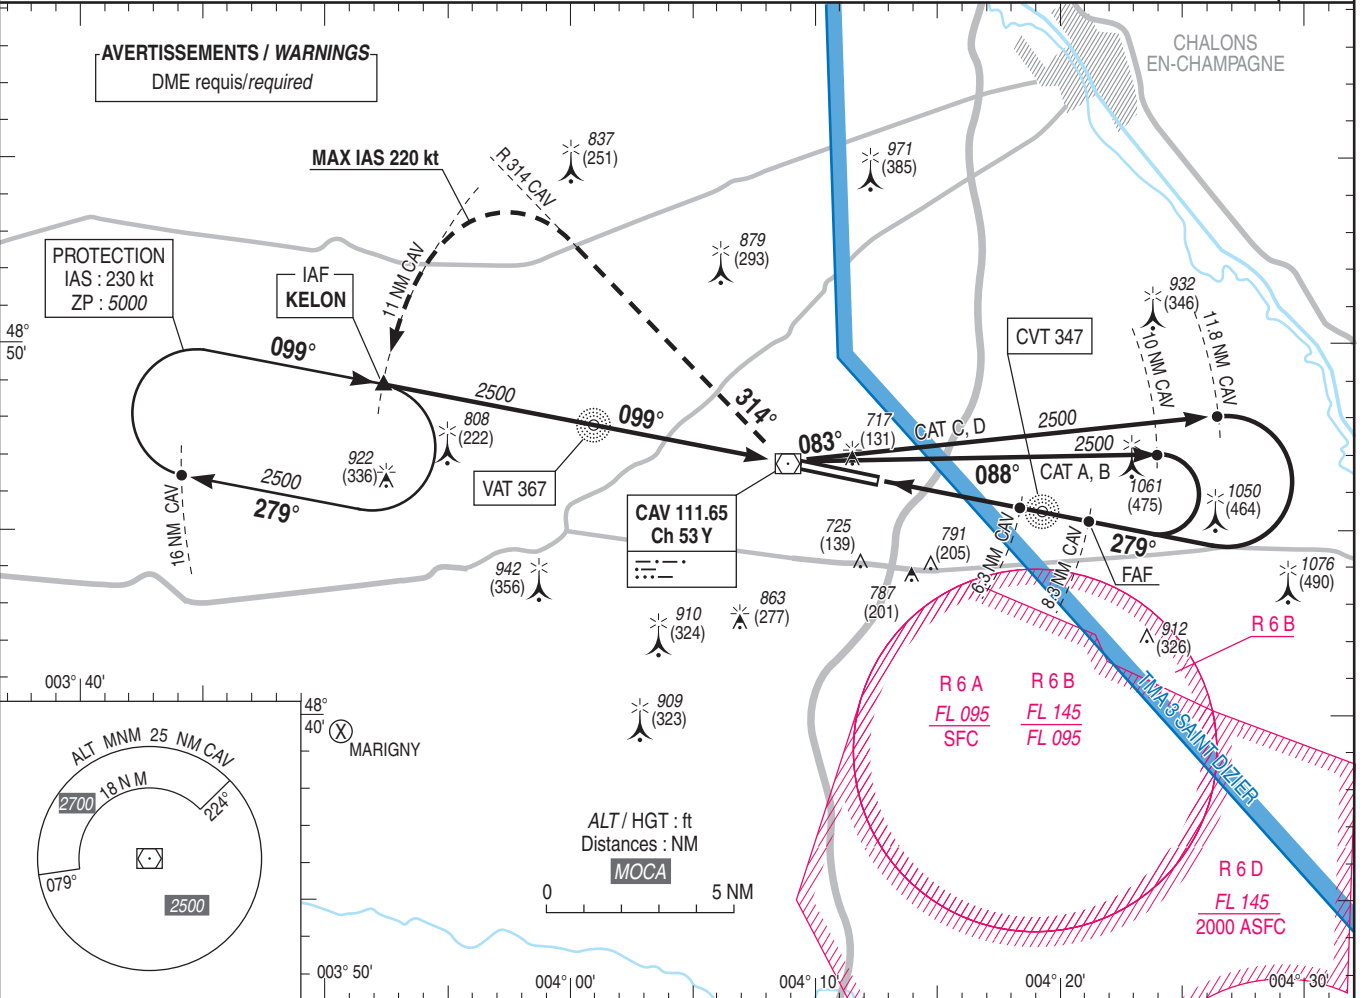 AVERTISSEMENTS / WARNINGS
DME requis/required
CHALONS
EN-CHAMPAGNE
MAX IAS 220 kt
R 314 CAV
837
(251)
971
(385)
879
(293)
932
(346)
PROTECTION
IAS : 230 kt
ZP : 5000
IAF
KELON
11 NM CAV
CVT 347
10 NM CAV
11.8 NM CAV
48°
50'
099°
2500
099°
314°
808
(222)
922
(336)
2500
279°
16 NM CAV
VAT 367
083°
717
(131)
CAT C, D
2500
2500
088°
CAT A, B
1061
(475)
1050
(464)
CAV 111.65
Ch 53 Y
725
(139)
791
(205)
787
(201)
6.3 NM CAV
8.3 NM CAV
279°
FAF
1076
(490)
942
(356)
910
(324)
863
(277)
912
(326)
R 6 B
R 6 A
FL 095
SFC
R 6 B
FL 145
FL 095
TMA 3 SAINT DIZIER
909
(323)
003° 40'
48°
40'
X
MARIGNY
ALT MNM 25 NM CAV
18 NM
2700
224°
079°
2500
ALT / HGT : ft
Distances : NM
MOCA
0 5 NM
R 6 D
FL 145
2000 ASFC
003° 50'
004° 00'
004° 10'
004° 20'
004° 30'